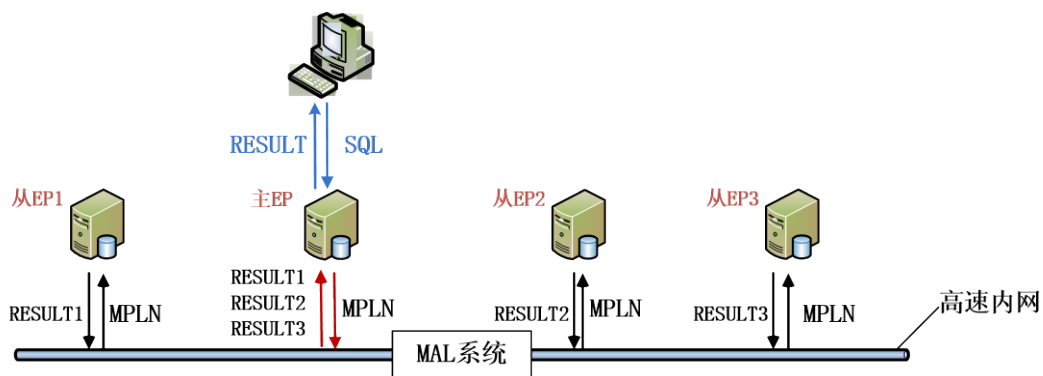 RESULT
SQL
从EP1
主EP
从EP2
从EP3
RESULT1
MPLN
RESULT1
RESULT2
RESULT3
MPLN
RESULT2
MPLN
RESULT3
MPLN
高速内网
MAL系统